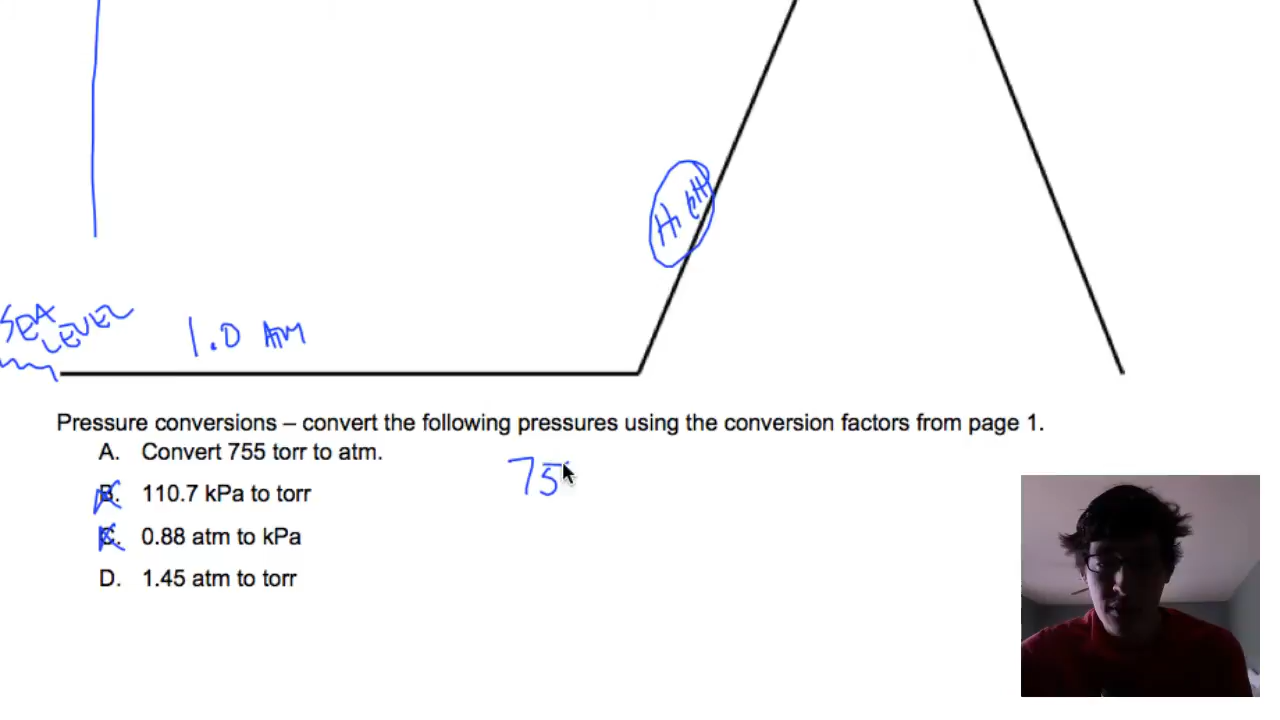 HIGH
SEA
LEVEL
1.0 ATM
Pressure conversions – convert the following pressures using the conversion factors from page 1.
A. Convert 755 torr to atm.
75
B. 110.7 kPa to torr
C. 0.88 atm to kPa
D. 1.45 atm to torr